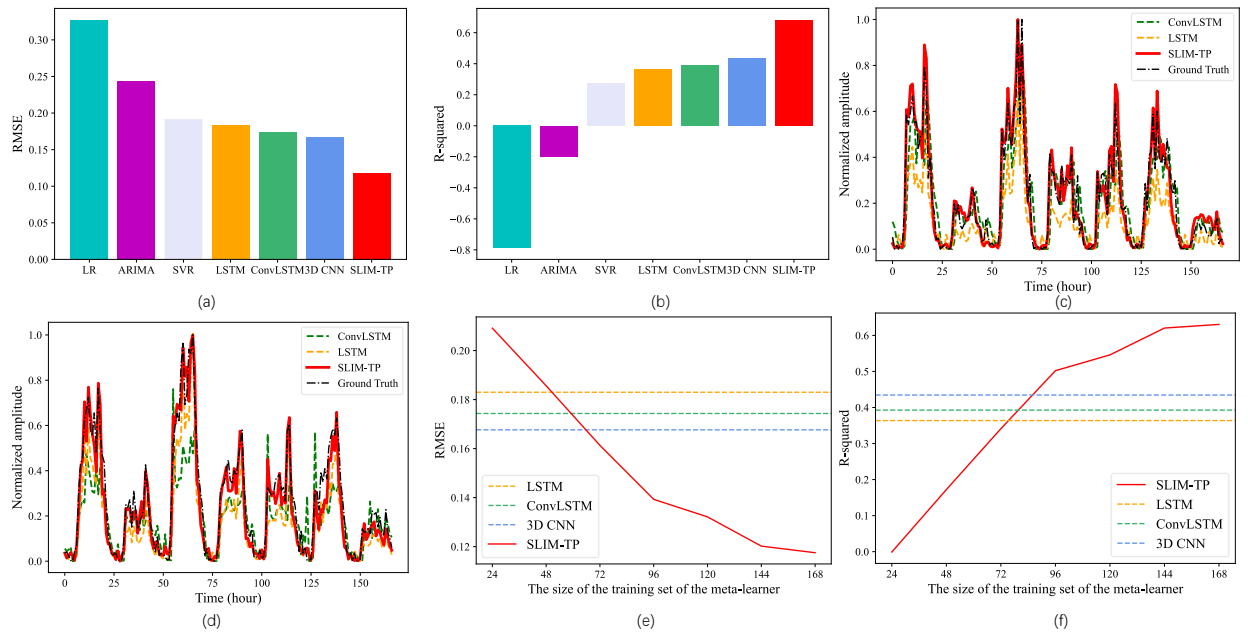 0.30
0.25
0.20
0.15
0.10
0.05
0.00
RMSE
LR ARIMA SVR LSTM ConvLSTM 3D CNN SLIM-TP
(a)
0.6
0.4
0.2
0.0
−0.2
−0.4
−0.6
−0.8
R-squared
LR ARIMA SVR LSTM ConvLSTM3D CNN SLIM-TP
(b)
1.0
0.8
0.6
0.4
0.2
0.0
Normalized amplitude
ConvLSTM
LSTM
SLIM-TP
Ground Truth
0 25 50 75 100 125 150
Time (hour)
(c)
1.0
0.8
0.6
0.4
0.2
0.0
Normalized amplitude
ConvLSTM
LSTM
SLIM-TP
Ground Truth
0 25 50 75 100 125 150
Time (hour)
(d)
0.20
0.18
0.16
0.14
0.12
RMSE
LSTM
ConvLSTM
3D CNN
SLIM-TP
24 48 72 96 120 144 168
The size of the training set of the meta-learner
(e)
0.6
0.5
0.4
0.3
0.2
0.1
0.0
R-squared
SLIM-TP
LSTM
ConvLSTM
3D CNN
24 48 72 96 120 144 168
The size of the training set of the meta-learner
(f)